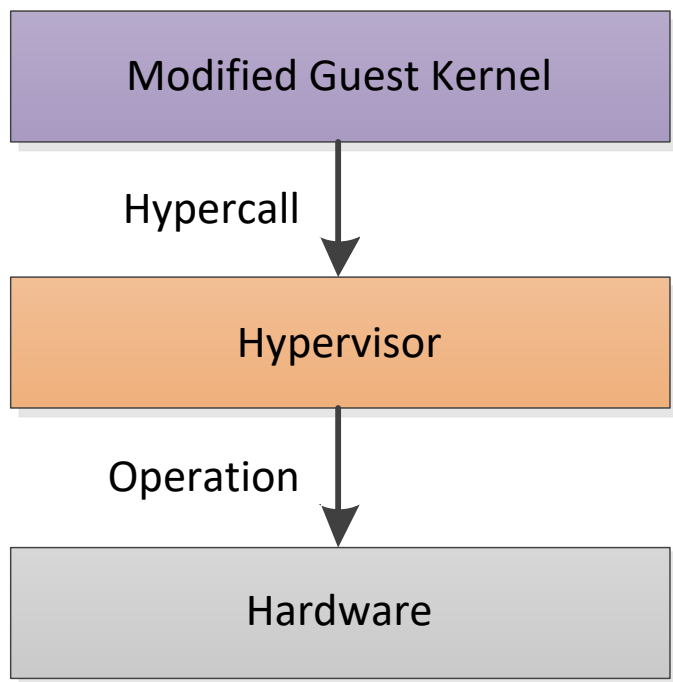 Modified Guest Kernel
Hypercall
Hypervisor
Operation
Hardware